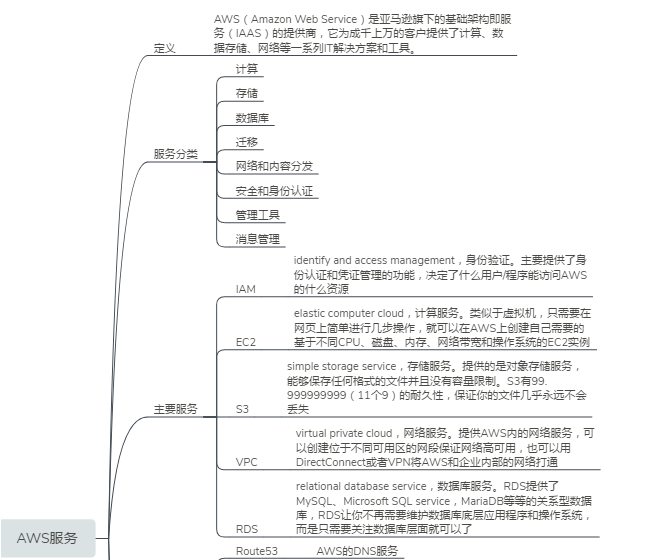 AWS（Amazon Web Service）是亚马逊旗下的基础架构即服
务（IAAS）的提供商，它为成千上万的客户提供了计算、数
据存储、网络等一系列IT解决方案和工具。
定义
计算
存储
数据库
迁移
服务分类
网络和内容分发
安全和身份认证
管理工具
消息管理
identify and access management，身份验证。主要提供了身
份认证和凭证管理的功能，决定了什么用户/程序能访问AWS
的什么资源
IAM
elastic computer cloud，计算服务。类似于虚拟机，只需要在
网页上简单进行几步操作，就可以在AWS上创建自己需要的
基于不同CPU、磁盘、内存、网络带宽和操作系统的EC2实例
EC2
simple storage service，存储服务。提供的是对象存储服务，
能够保存任何格式的文件并且没有容量限制。S3有99.
999999999（11个9）的耐久性，保证你的文件几乎永远不会
丢失
S3
主要服务
virtual private cloud，网络服务。提供AWS内的网络服务，可
以创建位于不同可用区的网段保证网络高可用，也可以用
DirectConnect或者VPN将AWS和企业内部的网络打通
VPC
relational database service，数据库服务。RDS提供了
MySQL、Microsoft SQL service，MariaDB等等的关系型数据
库，RDS让你不再需要维护数据库底层应用程序和操作系统，
而是只需要关注数据库层面就可以了
RDS
AWS服务
Route53 AWS的DNS服务